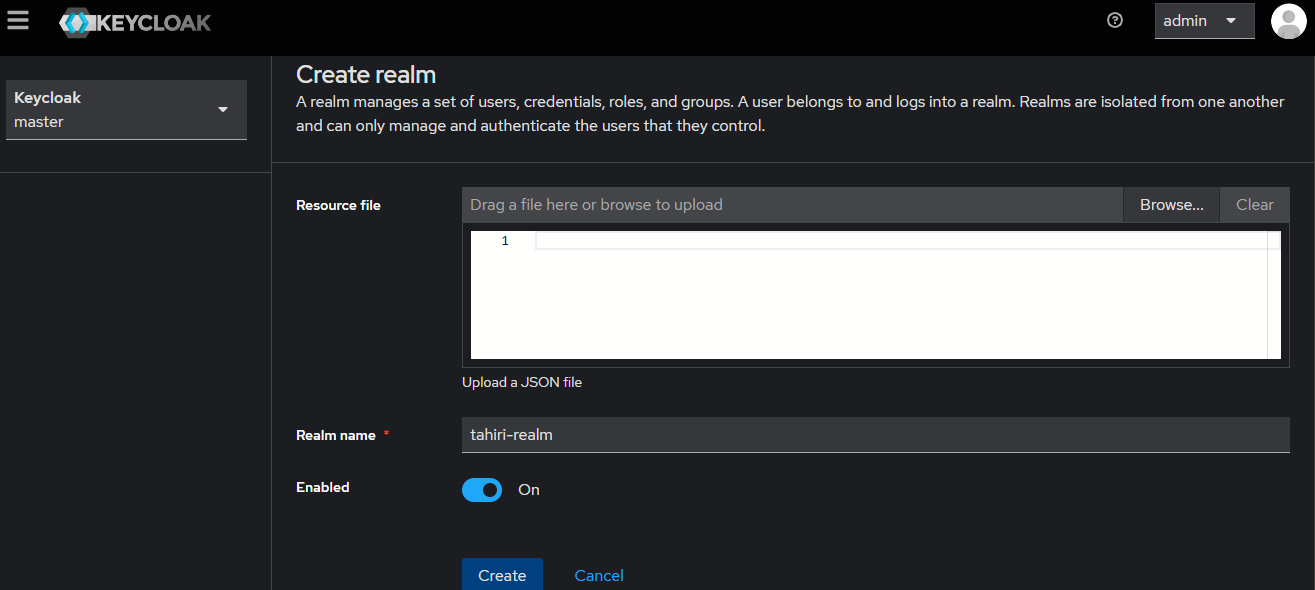 KEYCLOAK
admin
Keycloak
master
Create realm
A realm manages a set of users, credentials, roles, and groups. A user belongs to and logs into a realm. Realms are isolated from one another
and can only manage and authenticate the users that they control.
Resource file
Drag a file here or browse to upload
Browse...
Clear
1
Upload a JSON file
Realm name *
tahiri-realm
Enabled
On
Create
Cancel